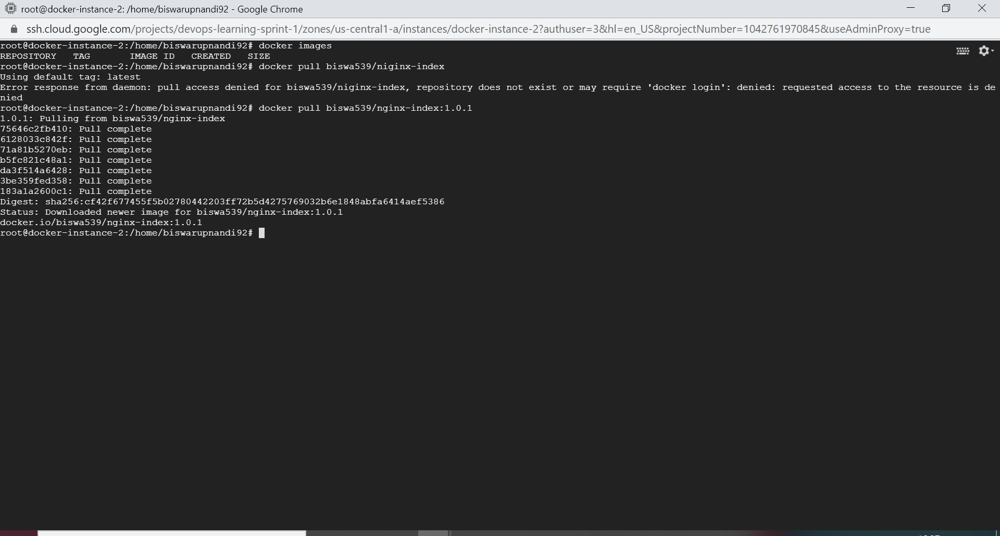 root@docker-instance-2: /home/biswarupnandi92 - Google Chrome
ssh.cloud.google.com/projects/devops-learning-sprint-1/zones/us-central1-a/instances/docker-instance-2?authuser=3&hl=en_US&projectNumber=1042761970845&useAdminProxy=true
root@docker-instance-2:/home/biswarupnandi92# docker images
REPOSITORY   TAG       IMAGE ID   CREATED   SIZE
root@docker-instance-2:/home/biswarupnandi92# docker pull biswa539/niginx-index
Using default tag: latest
Error response from daemon: pull access denied for biswa539/niginx-index, repository does not exist or may require 'docker login': denied: requested access to the resource is de
nied
root@docker-instance-2:/home/biswarupnandi92# docker pull biswa539/nginx-index:1.0.1
1.0.1: Pulling from biswa539/nginx-index
75646c2fb410: Pull complete
6128033c842f: Pull complete
71a81b5270eb: Pull complete
b5fc821c48a1: Pull complete
da3f514a6428: Pull complete
3be359fed358: Pull complete
183a1a2600c1: Pull complete
Digest: sha256:cf42f677455f5b02780442203ff72b5d4275769032b6e1848abfa6414aef5386
Status: Downloaded newer image for biswa539/nginx-index:1.0.1
docker.io/biswa539/nginx-index:1.0.1
root@docker-instance-2:/home/biswarupnandi92#